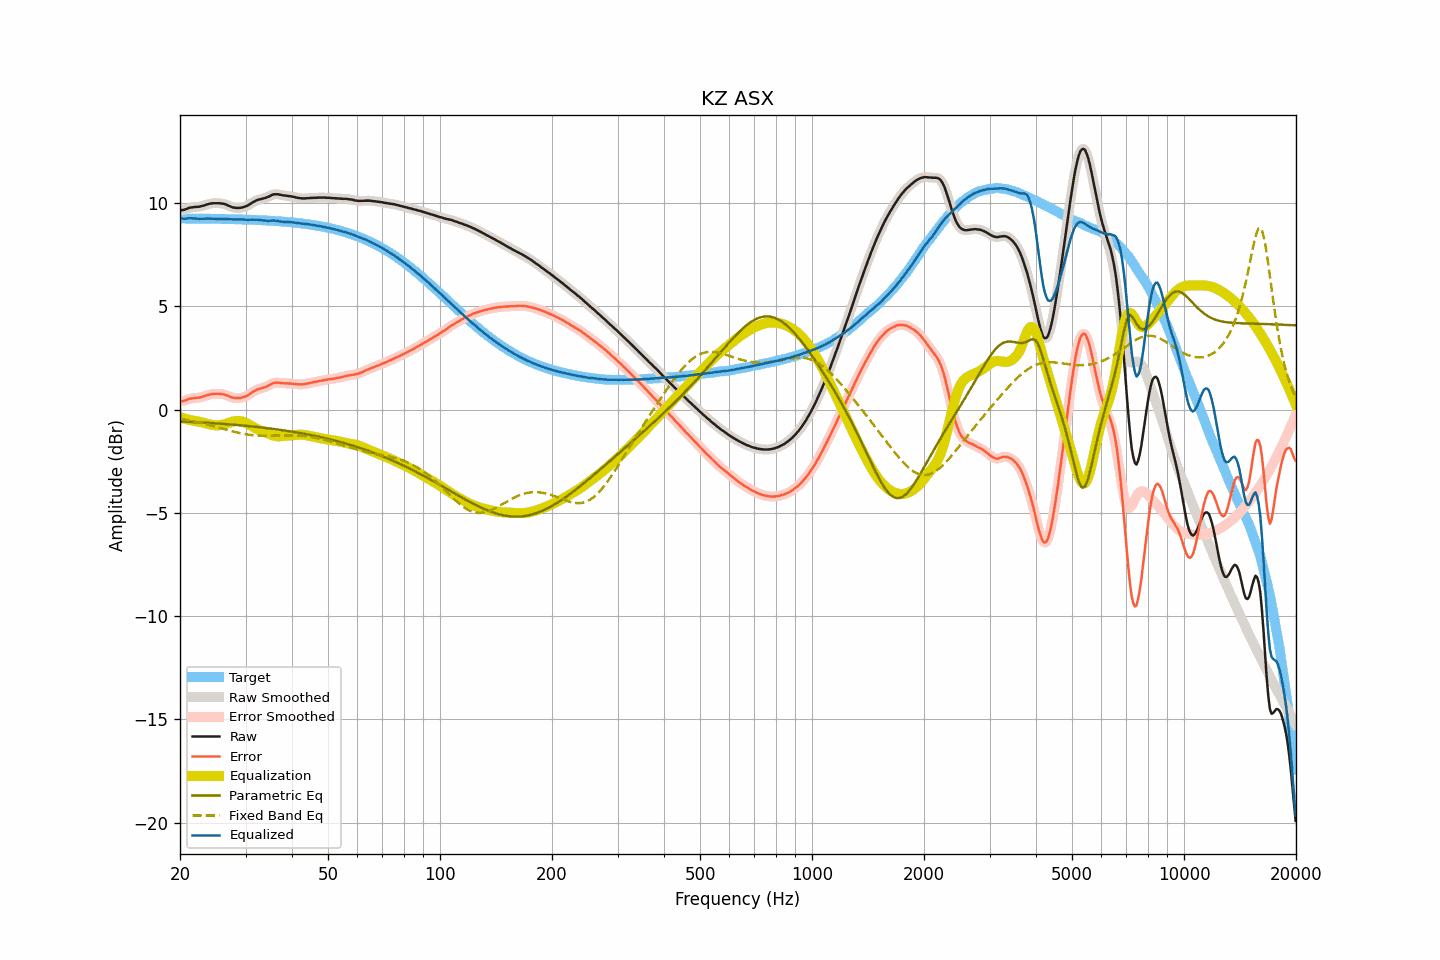 KZ ASX
Amplitude (dBr)
10
5
0
−5
−10
−15
−20
Target
Raw Smoothed
Error Smoothed
Raw
Error
Equalization
Parametric Eq
Fixed Band Eq
Equalized
20 50 100 200 500 1000 2000 5000 10000 20000
Frequency (Hz)